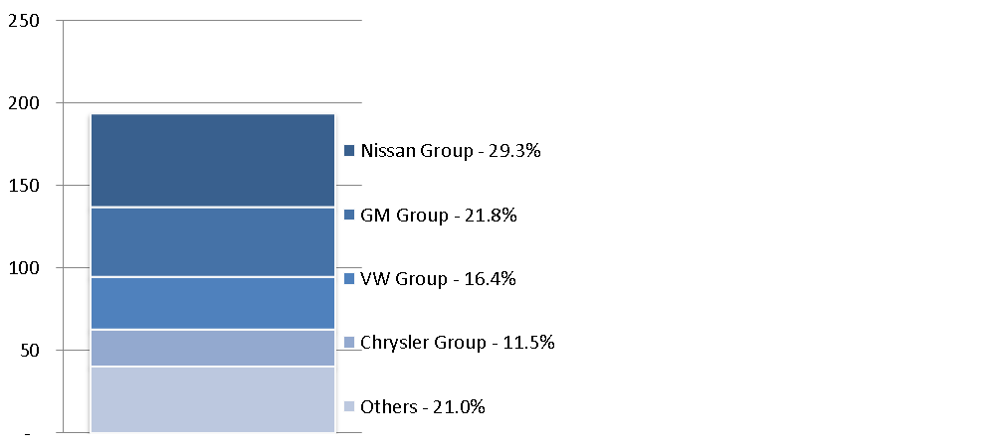 250
200
150
100
50
-
Nissan Group - 29.3%
GM Group - 21.8%
VW Group - 16.4%
Chrysler Group - 11.5%
Others - 21.0%